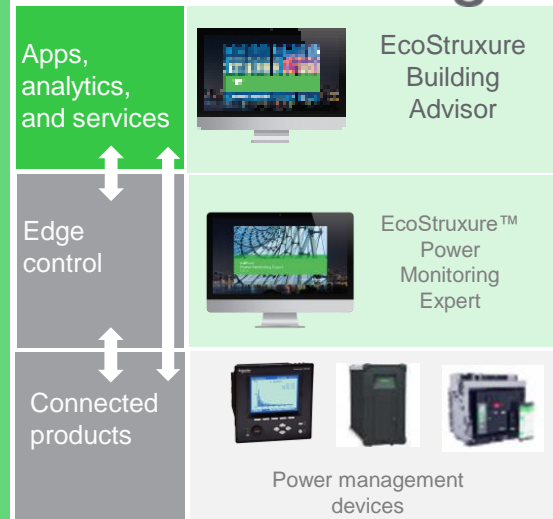 Apps,
analytics,
and services
EcoStruxure
Building
Advisor
Edge
control
EcoStruxure™
Power
Monitoring
Expert
Connected
products
Power management
devices